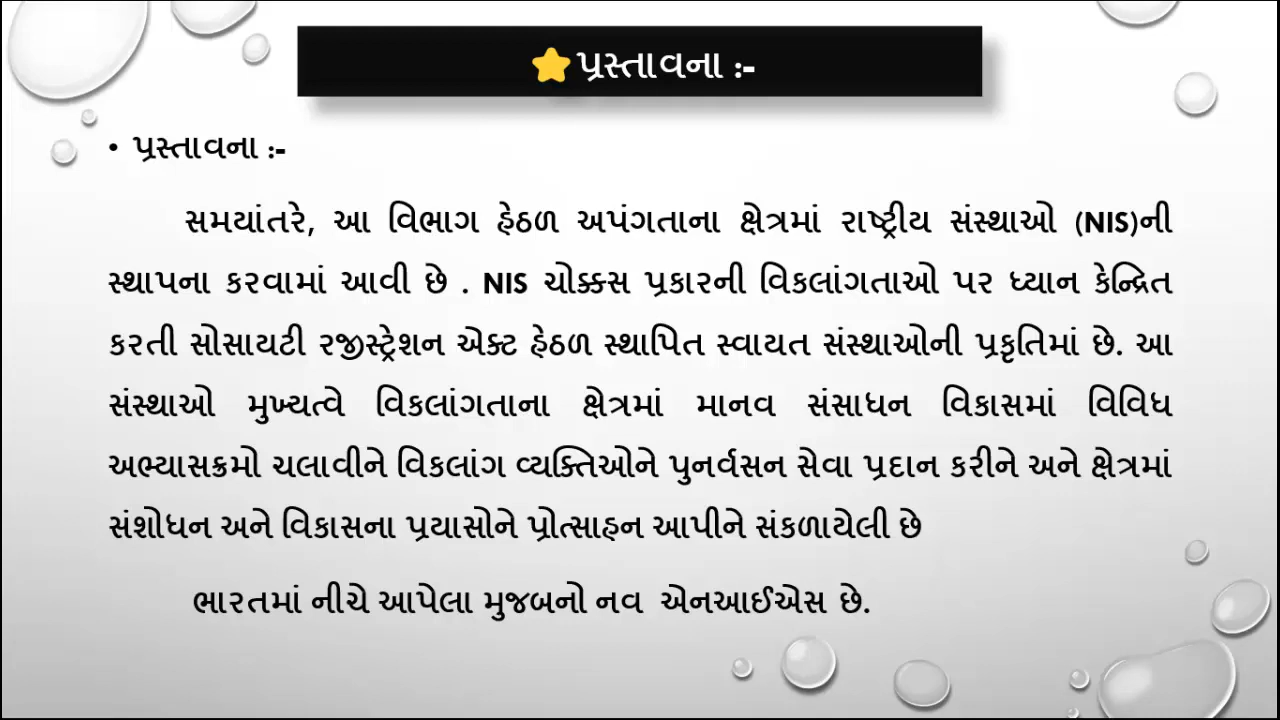 ⭐પ્રસ્તાવના :-
• પ્રસ્તાવના :-
સમયાંતરે, આ વિભાગ હેઠળ અપંગતાના ક્ષેત્રમાં રાષ્ટ્રીય સંસ્થાઓ (NIS)ની
સ્થાપના કરવામાં આવી છે . NIS ચોક્કસ પ્રકારની વિકલાંગતાઓ પર ધ્યાન કેન્દ્રિત
કરતી સોસાયટી રજીસ્ટ્રેશન એક્ટ હેઠળ સ્થાપિત સ્વાયત સંસ્થાઓની પ્રકૃતિમાં છે. આ
સંસ્થાઓ મુખ્યત્વે વિકલાંગતાના ક્ષેત્રમાં માનવ સંસાધન વિકાસમાં વિવિધ
અભ્યાસક્રમો ચલાવીને વિકલાંગ વ્યક્તિઓને પુનર્વસન સેવા પ્રદાન કરીને અને ક્ષેત્રમાં
સંશોધન અને વિકાસના પ્રયાસોને પ્રોત્સાહન આપીને સંકળાયેલી છે
ભારતમાં નીચે આપેલા મુજબનો નવ એનઆઈએસ છે.